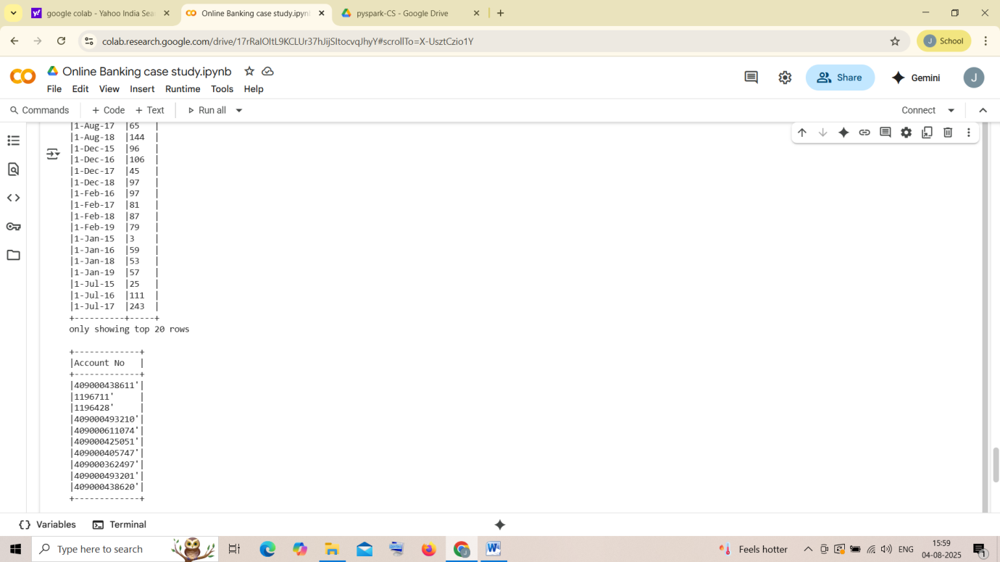 google colab - Yahoo India Sea
Online Banking case study.ipyn
pyspark-CS - Google Drive
colab.research.google.com/drive/17rRaIOItL9KCLUr37hJijSItocvqJhyY#scrollTo=X-UsztCzio1Y
J School
Online Banking case study.ipynb
File Edit View Insert Runtime Tools Help
Share
Gemini
J
Commands + Code + Text Run all
Connect
|1-Aug-17  |65   |
|1-Aug-18  |144  |
|1-Dec-15  |96   |
|1-Dec-16  |106  |
|1-Dec-17  |45   |
|1-Dec-18  |97   |
|1-Feb-16  |97   |
|1-Feb-17  |81   |
|1-Feb-18  |87   |
|1-Feb-19  |79   |
|1-Jan-15  |3    |
|1-Jan-16  |59   |
|1-Jan-18  |53   |
|1-Jan-19  |57   |
|1-Jul-15  |25   |
|1-Jul-16  |111  |
|1-Jul-17  |243  |
+----------+-----+
only showing top 20 rows
+-------------+
|Account No   |
+-------------+
|409000438611'|
|1196711'     |
|1196428'     |
|409000493210'|
|409000611074'|
|409000425051'|
|409000405747'|
|409000362497'|
|409000493201'|
|409000438620'|
+-------------+
Variables Terminal
Type here to search
Feels hotter
ENG
15:59
04-08-2025
1